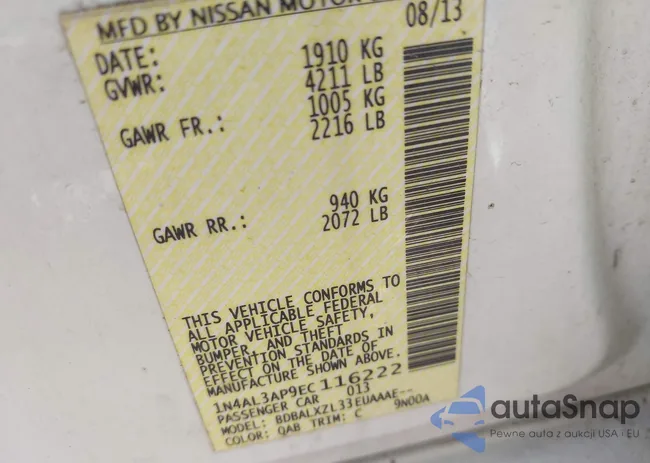 MFD BY NISSAN MOTOR
DATE: 08/13
GVWR: 1910 KG
4211 LB
GAWR FR.: 1005 KG
2216 LB
GAWR RR.: 940 KG
2072 LB
THIS VEHICLE CONFORMS TO
ALL APPLICABLE FEDERAL
MOTOR VEHICLE SAFETY,
BUMPER, AND THEFT
PREVENTION STANDARDS IN
EFFECT ON THE DATE OF
MANUFACTURE SHOWN ABOVE.
1N4AL3AP9EC116222
PASSENGER CAR 013
MODEL: BDBALXZL33EUAAAE--
COLOR: QAB TRIM: C 9N00A
autaSnap
Pewne auta z aukcji USA i EU